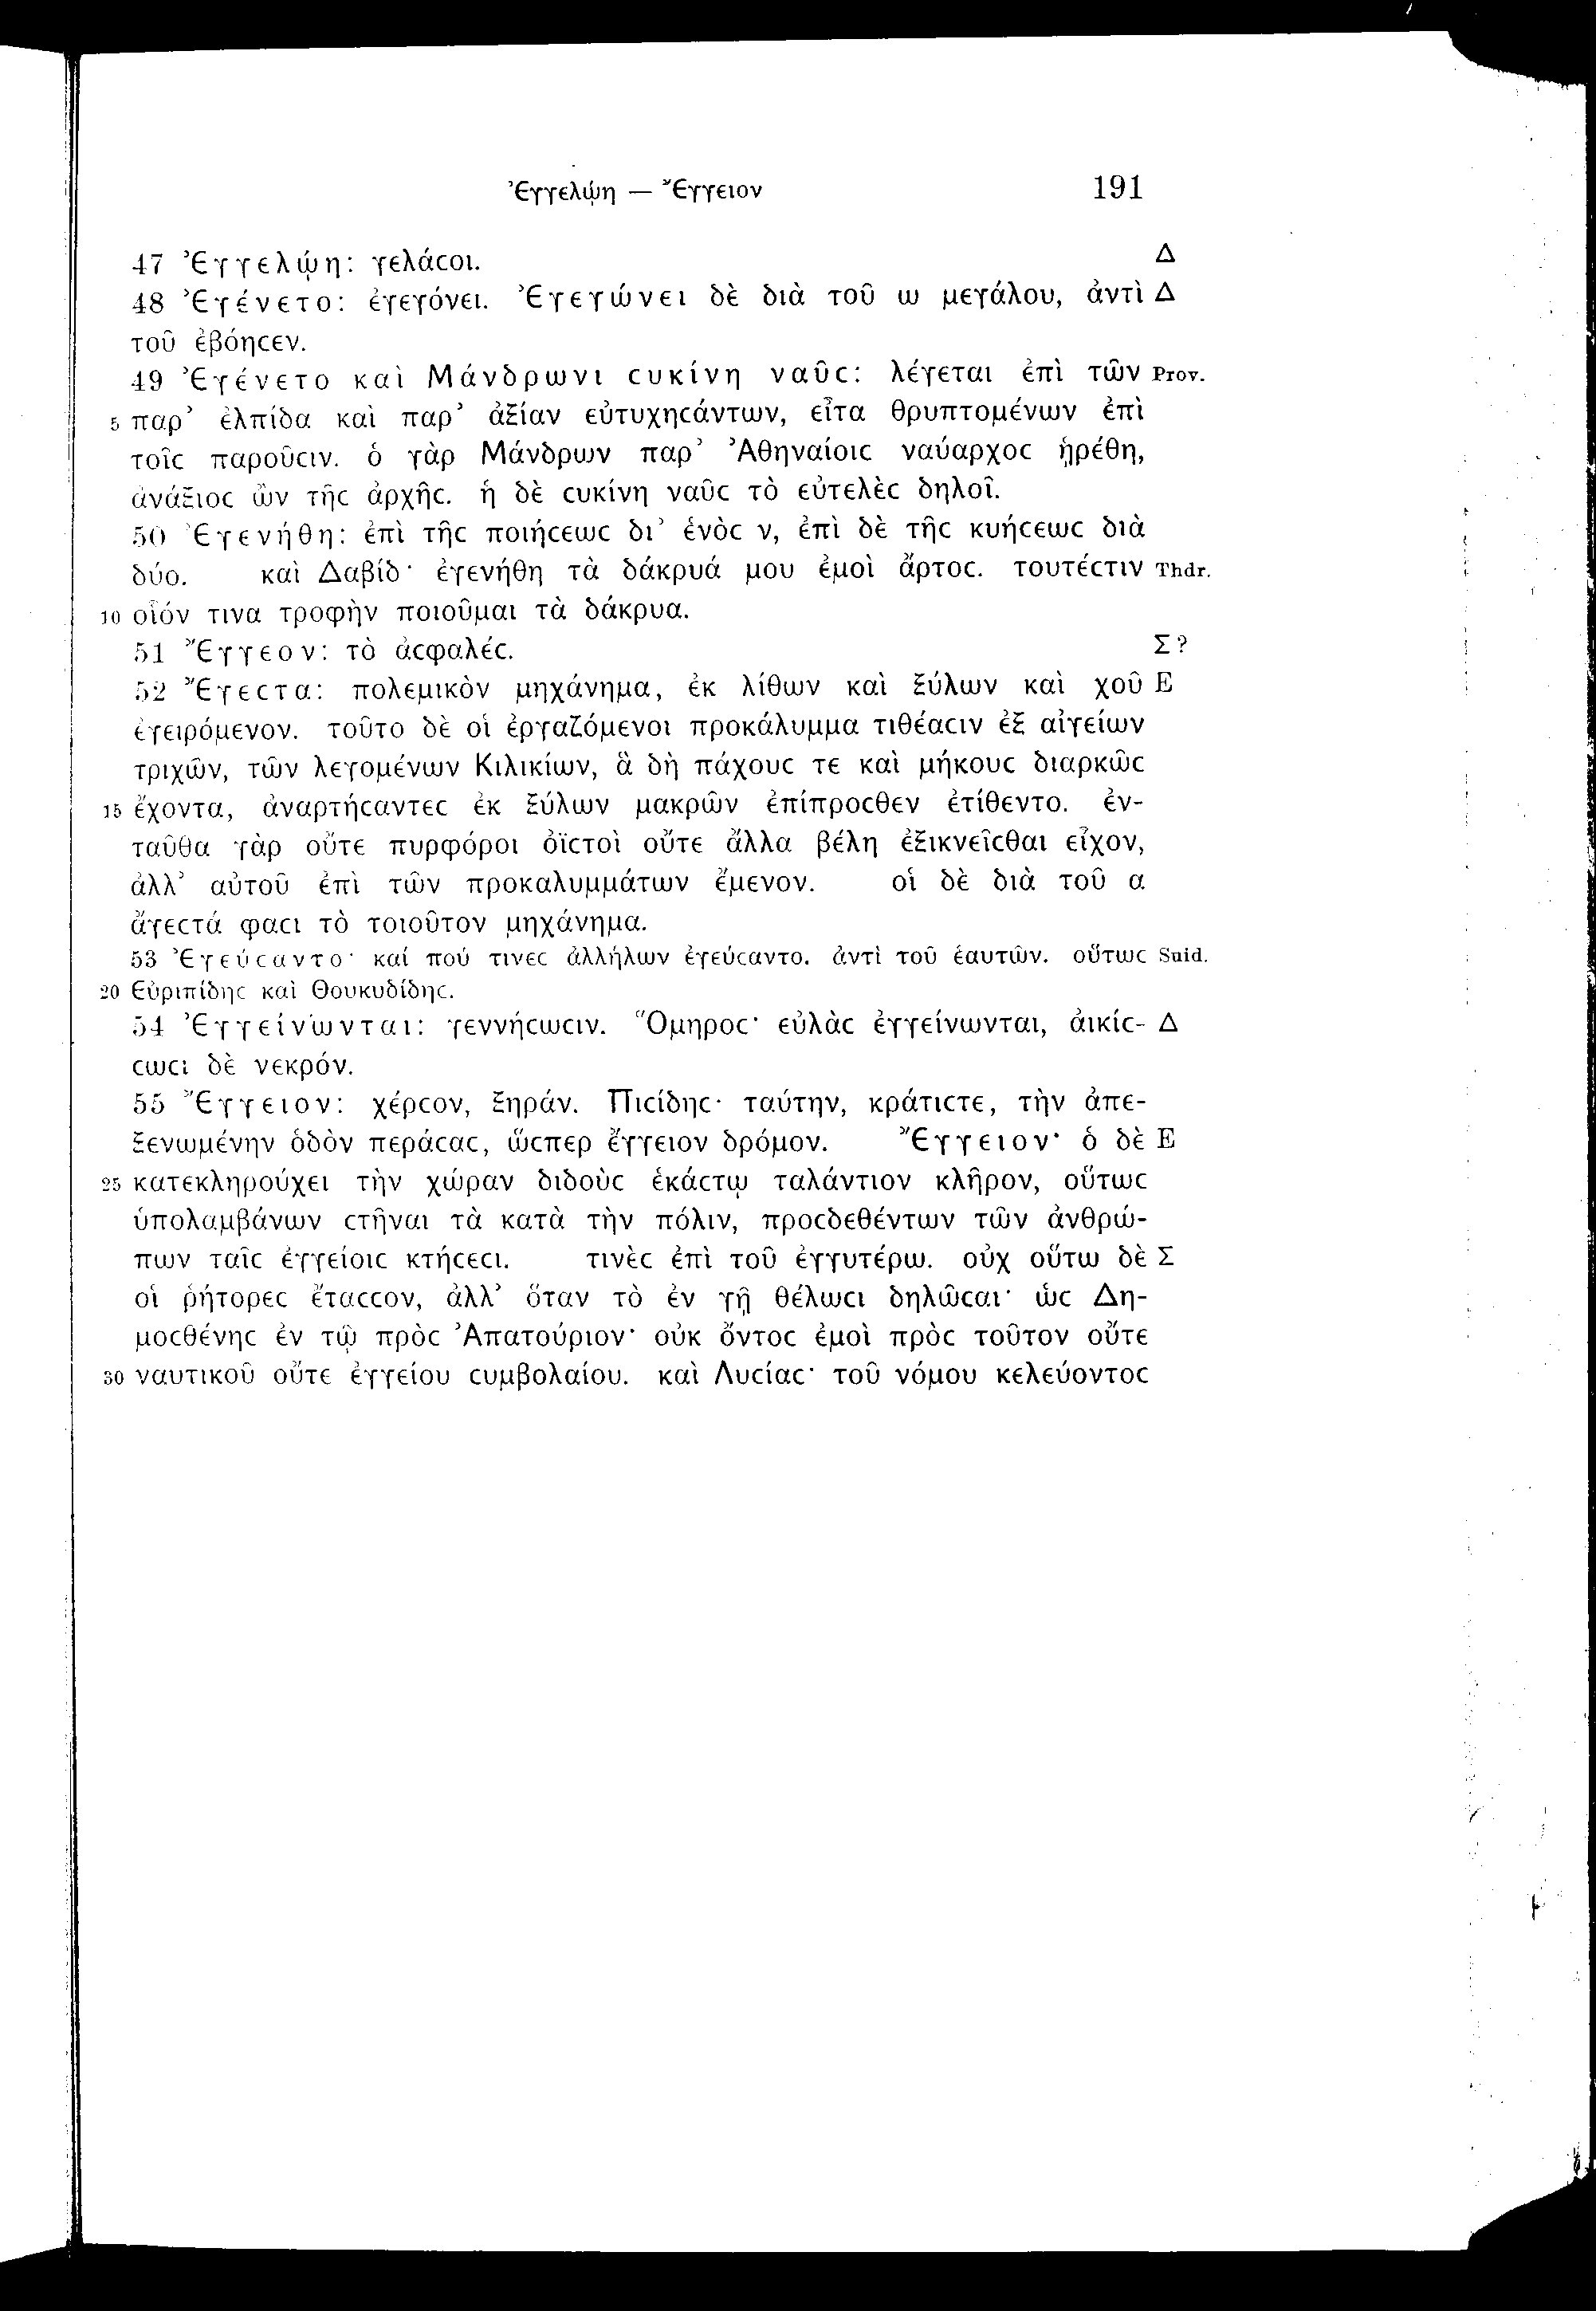 Ἐγγελῴη — Ἔγγειον 191
47 Ἐγγελῴη: γελάϲοι. Δ
48 Ἐγένετο: ἐγεγόνει. Ἐγεγώνει δὲ διὰ τοῦ ω μεγάλου, ἀντὶ Δ
τοῦ ἐβόηϲεν.
49 Ἐγένετο καὶ Μάνδρωνι ϲυκίνη ναῦϲ: λέγεται ἐπὶ τῶν Prov.
5 παρ’ ἐλπίδα καὶ παρ’ ἀξίαν εὐτυχηϲάντων, εἶτα θρυπτομένων ἐπὶ
τοῖϲ παροῦϲιν. ὁ γὰρ Μάνδρων παρ’ Ἀθηναίοιϲ ναύαρχοϲ ᾑρέθη,
ἀνάξιοϲ ὢν τῆϲ ἀρχῆϲ. ἡ δὲ ϲυκίνη ναῦϲ τὸ εὐτελὲϲ δηλοῖ.
50 Ἐγενήθη: ἐπὶ τῆϲ ποιήϲεωϲ δι’ ἑνὸϲ ν, ἐπὶ δὲ τῆϲ κυήϲεωϲ διὰ
δύο. καὶ Δαβίδ· ἐγενήθη τὰ δάκρυά μου ἐμοὶ ἄρτοϲ. τουτέϲτιν Thdr.
10 οἷόν τινα τροφὴν ποιοῦμαι τὰ δάκρυα.
51 Ἔγγεον: τὸ ἀϲφαλέϲ. Σ?
52 Ἔγεϲτα: πολεμικὸν μηχάνημα, ἐκ λίθων καὶ ξύλων καὶ χοῦ E
ἐγειρόμενον. τοῦτο δὲ οἱ ἐργαζόμενοι προκάλυμμα τιθέαϲιν ἐξ αἰγείων
τριχῶν, τῶν λεγομένων Κιλικίων, ἃ δὴ πάχουϲ τε καὶ μήκουϲ διαρκῶϲ
15 ἔχοντα, ἀναρτήϲαντεϲ ἐκ ξύλων μακρῶν ἐπίπροϲθεν ἐτίθεντο. ἐν-
ταῦθα γὰρ οὔτε πυρφόροι ὀϊϲτοὶ οὔτε ἄλλα βέλη ἐξικνεῖϲθαι εἶχον,
ἀλλ’ αὐτοῦ ἐπὶ τῶν προκαλυμμάτων ἔμενον. οἱ δὲ διὰ τοῦ α
ἄγεϲτά φαϲι τὸ τοιοῦτον μηχάνημα.
53 Ἐγεύϲαντο· καί πού τινεϲ ἀλλήλων ἐγεύϲαντο. ἀντὶ τοῦ ἑαυτῶν. οὕτωϲ Suid.
20 Εὐριπίδηϲ καὶ Θουκυδίδηϲ.
54 Ἐγγείνωνται: γεννήϲωϲιν. Ὅμηροϲ· εὐλὰϲ ἐγγείνωνται, ἀικίϲ- Δ
ϲωϲι δὲ νεκρόν.
55 Ἔγγειον: χέρϲον, ξηράν. Πιϲίδηϲ· ταύτην, κράτιϲτε, τὴν ἀπε-
ξενωμένην ὁδὸν περάϲαϲ, ὥϲπερ ἔγγειον δρόμον. Ἔγγειον· ὁ δὲ E
25 κατεκληρούχει τὴν χώραν διδοὺϲ ἑκάϲτῳ ταλάντιον κλῆρον, οὕτωϲ
ὑπολαμβάνων ϲτῆναι τὰ κατὰ τὴν πόλιν, προϲδεθέντων τῶν ἀνθρώ-
πων ταῖϲ ἐγγείοιϲ κτήϲεϲι. τινὲϲ ἐπὶ τοῦ ἐγγυτέρω. οὐχ οὕτω δὲ Σ
οἱ ῥήτορεϲ ἔταϲϲον, ἀλλ’ ὅταν τὸ ἐν γῇ θέλωϲι δηλῶϲαι· ὡϲ Δη-
μοϲθένηϲ ἐν τῷ πρὸϲ Ἀπατούριον· οὐκ ὄντοϲ ἐμοὶ πρὸϲ τοῦτον οὔτε
30 ναυτικοῦ οὔτε ἐγγείου ϲυμβολαίου. καὶ Λυϲίαϲ· τοῦ νόμου κελεύοντοϲ